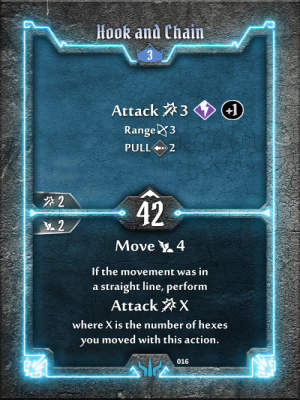 Hook and Chain
3
Attack 3 +1
Range 3
PULL 2
2
42
2
Move 4
If the movement was in
a straight line, perform
Attack X
where X is the number of hexes
you moved with this action.
016